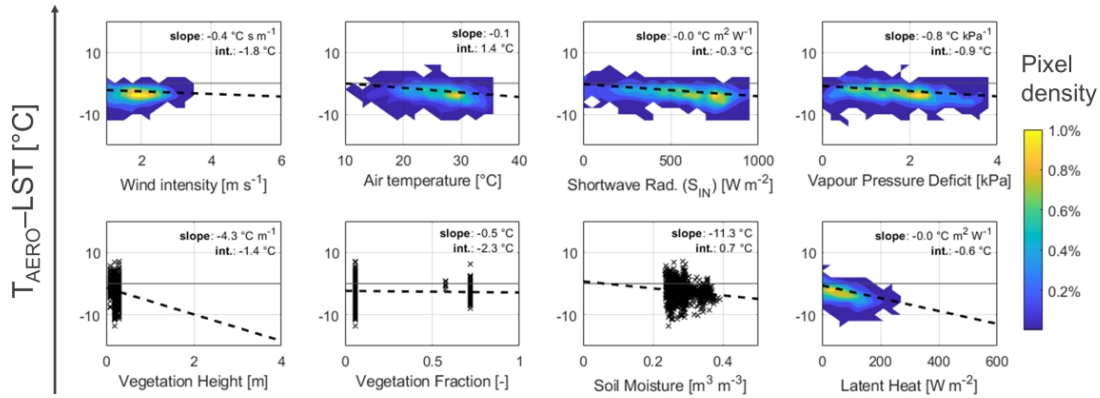 T_AERO–LST [°C]
slope: -0.4 °C s m⁻¹
int.: -1.8 °C
10
-10
2
4
6
Wind intensity [m s⁻¹]
slope: -0.1
int.: 1.4 °C
10
-10
10
20
30
40
Air temperature [°C]
slope: -0.0 °C m² W⁻¹
int.: -0.3 °C
10
-10
0
500
1000
Shortwave Rad. (S_IN) [W m⁻²]
slope: -0.8 °C kPa⁻¹
int.: -0.9 °C
10
-10
0
2
4
Vapour Pressure Deficit [kPa]
slope: -4.3 °C m⁻¹
int.: -1.4 °C
10
-10
0
2
4
Vegetation Height [m]
slope: -0.5 °C
int.: -2.3 °C
10
-10
0
0.5
1
Vegetation Fraction [-]
slope: -11.3 °C
int.: 0.7 °C
10
-10
0
0.2
0.4
Soil Moisture [m³ m⁻³]
slope: -0.0 °C m² W⁻¹
int.: -0.6 °C
10
-10
0
200
400
600
Latent Heat [W m⁻²]
Pixel
density
1.0%
0.8%
0.6%
0.4%
0.2%